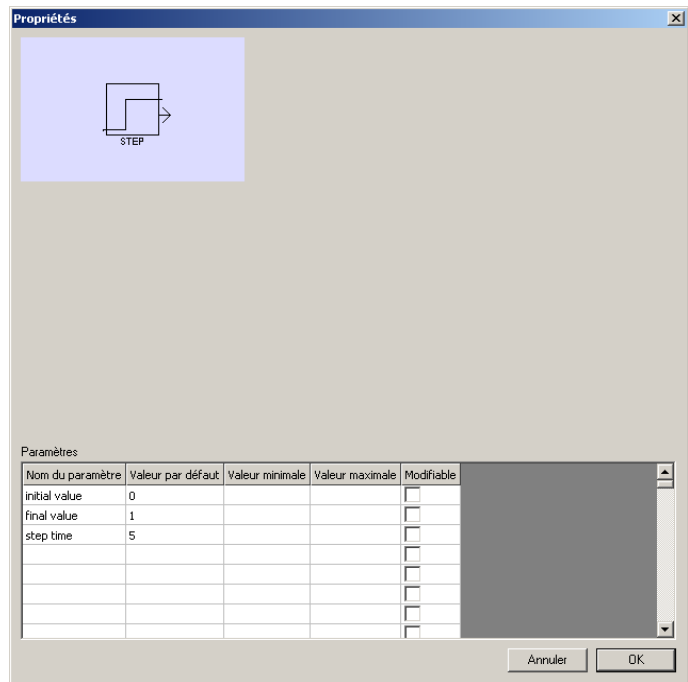 Propriétés
STEP
Paramètres
Nom du paramètre Valeur par défaut Valeur minimale Valeur maximale Modifiable
initial value 0
final value 1
step time 5
Annuler OK